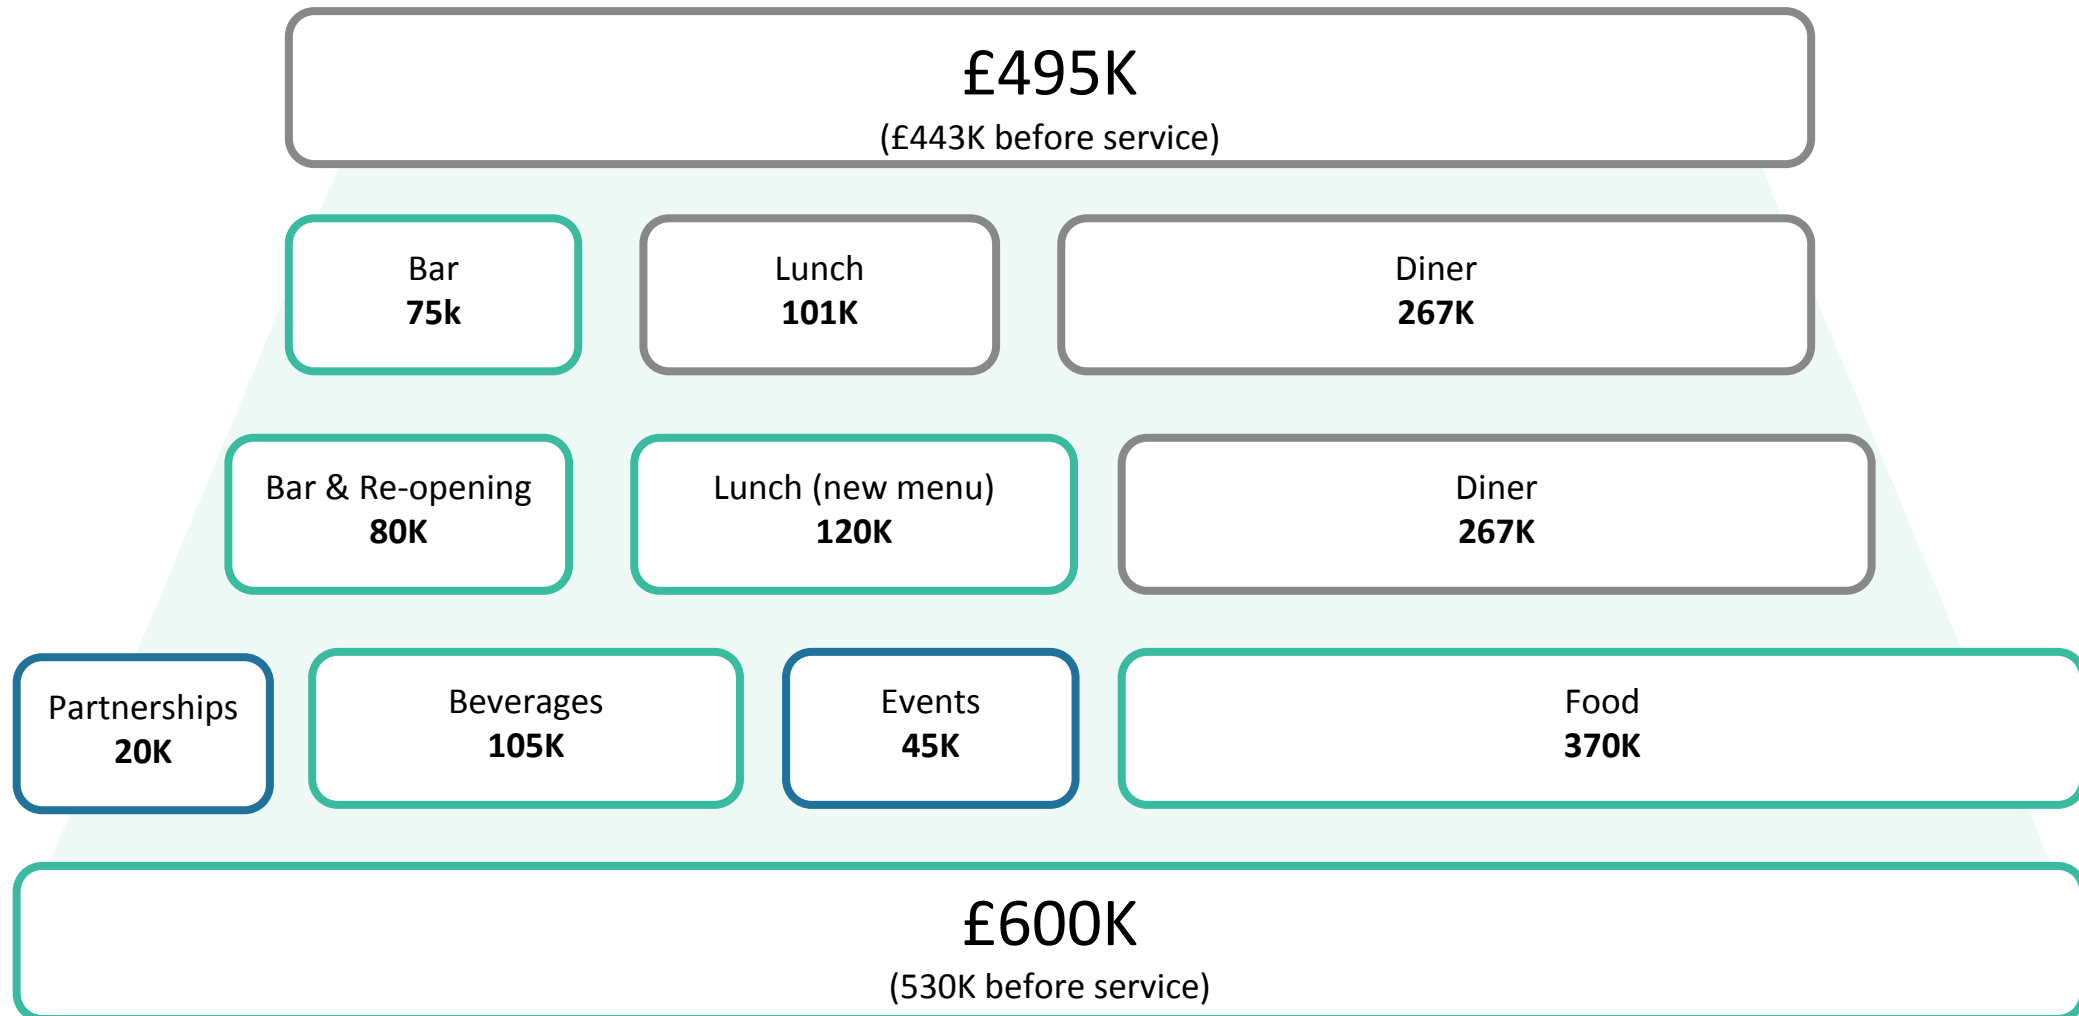 £495K
(£443K before service)
Bar
75k
Lunch
101K
Diner
267K
Bar & Re-opening
80K
Lunch (new menu)
120K
Diner
267K
Partnerships
20K
Beverages
105K
Events
45K
Food
370K
£600K
(530K before service)